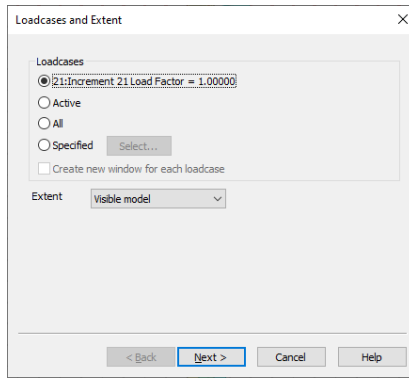 Loadcases and Extent
Loadcases
21:Increment 21 Load Factor = 1.00000
Active
All
Specified Select...
Create new window for each loadcase
Extent Visible model
< Back Next > Cancel Help